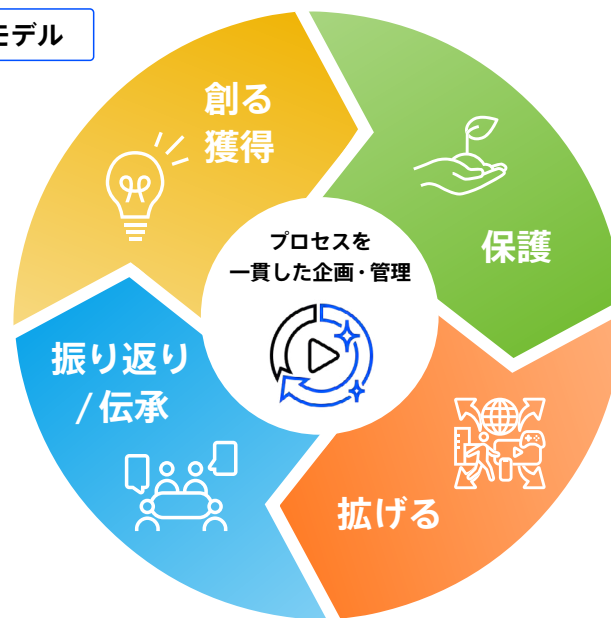 モデル
創る
獲得
保護
プロセスを
一貫した企画・管理
振り返り
/ 伝承
拡げる